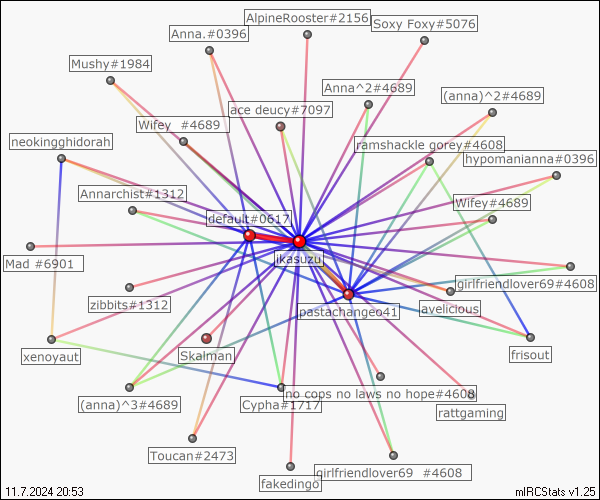 AlpineRooster#2156
Soxy Foxy#5076
Anna.#0396
Mushy#1984
Anna^2#4689
(anna)^2#4689
ace deucy#7097
Wifey #4689
neokingghidorah
ramshackle gorey#4608
hypomanianna#0396
Annarchist#1312
Wifey#4689
default#0617
ikasuzu
Mad #6901
girlfriendlover69#4608
zibbits#1312
pastachangeo41
avelicious
xenoyaut
Skalman
frisout
no cops no laws no hope#4608
(anna)^3#4689
Cypha#1717
rattgaming
Toucan#2473
girlfriendlover69 #4608
fakedingo
11.7.2024 20:53
mIRCStats v1.25